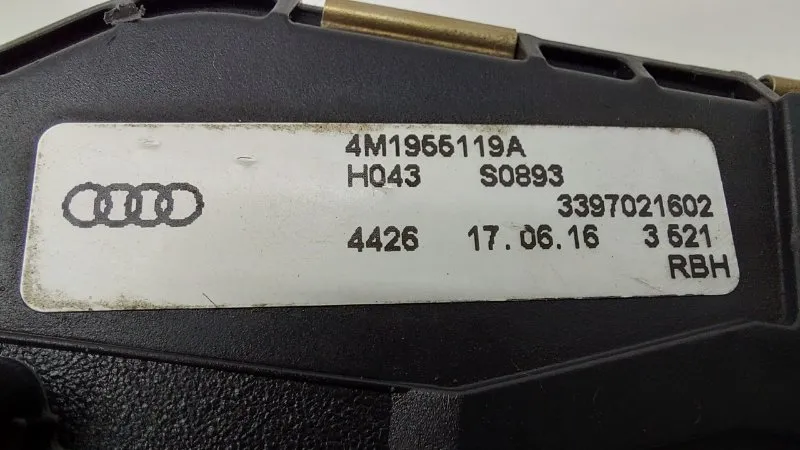 4M1955119A
H043 S0893
3397021602
4426 17.06.16 3 521
RBH